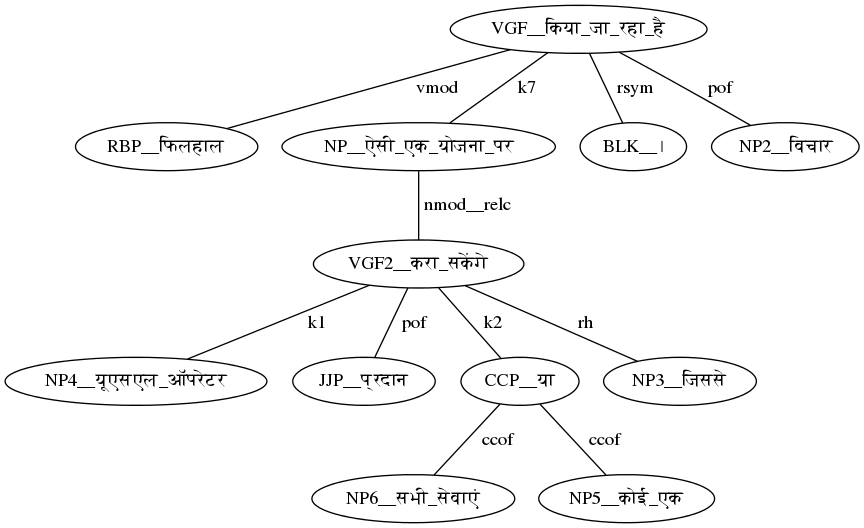 VGF__किया_जा_रहा_है
vmod k7 rsym pof
RBP__फिलहाल NP__ऐसी_एक_योजना_पर BLK__। NP2__विचार
nmod__relc
VGF2__करा_सकेंगे
k1 pof k2 rh
NP4__यूएसएल_ऑपरेटर JJP__प्रदान CCP__या NP3__जिससे
ccof ccof
NP6__सभी_सेवाएं NP5__कोई_एक